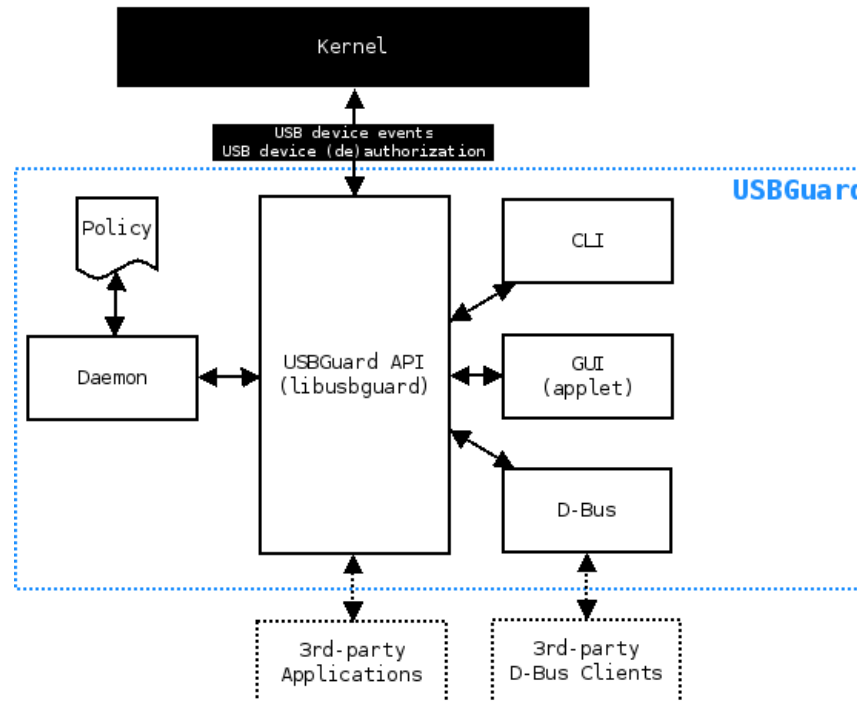 Kernel
USB device events
USB device (de)authorization
USBGuard
Policy
CLI
Daemon
USBGuard API
(libusbguard)
GUI
(applet)
D-Bus
3rd-party
Applications
3rd-party
D-Bus Clients